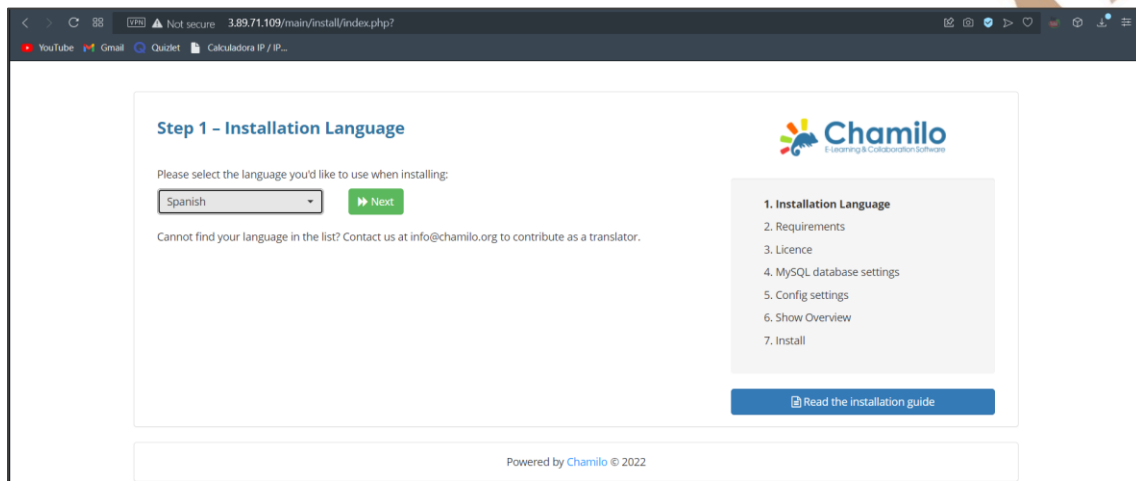 VPN Not secure 3.89.71.109/main/install/index.php?
YouTube Gmail Quizlet Calculadora IP / IP...
Step 1 – Installation Language
Please select the language you'd like to use when installing:
Spanish Next
Cannot find your language in the list? Contact us at info@chamilo.org to contribute as a translator.
Chamilo
E-Learning & Collaboration Software
1. Installation Language
2. Requirements
3. Licence
4. MySQL database settings
5. Config settings
6. Show Overview
7. Install
Read the installation guide
Powered by Chamilo © 2022